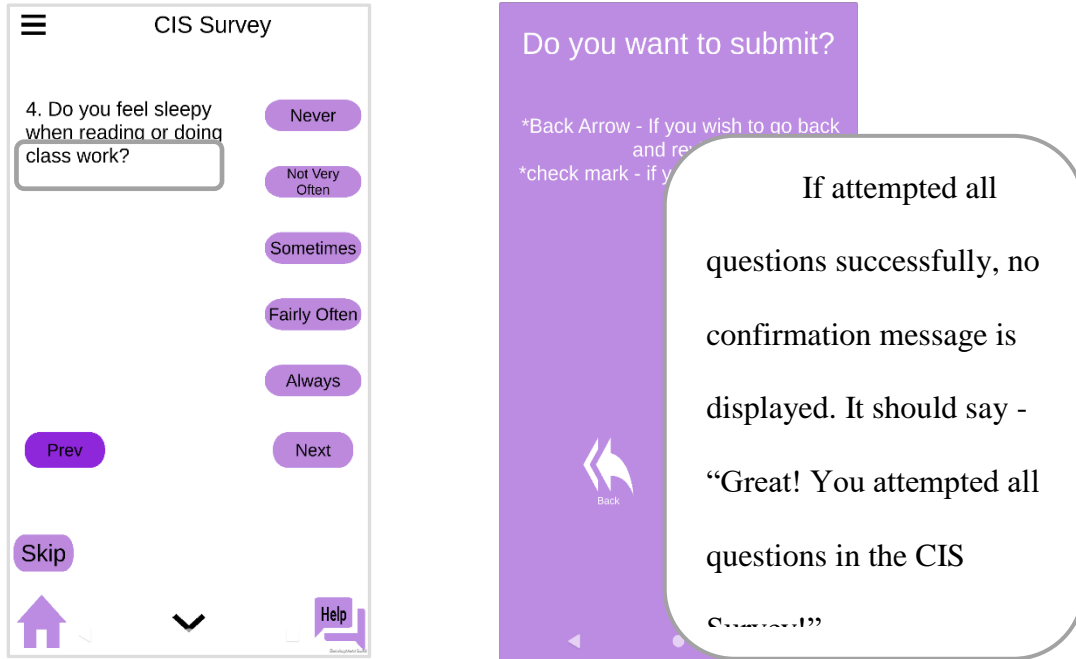 CIS Survey
4. Do you feel sleepy
when reading or doing
class work?
Never
Not Very
Often
Sometimes
Fairly Often
Always
Prev
Next
Skip
Help
Do you want to submit?
*Back Arrow - If you wish to go back
and
*check mark - if
Back
If attempted all
questions successfully, no
confirmation message is
displayed. It should say -
“Great! You attempted all
questions in the CIS
Survey!”